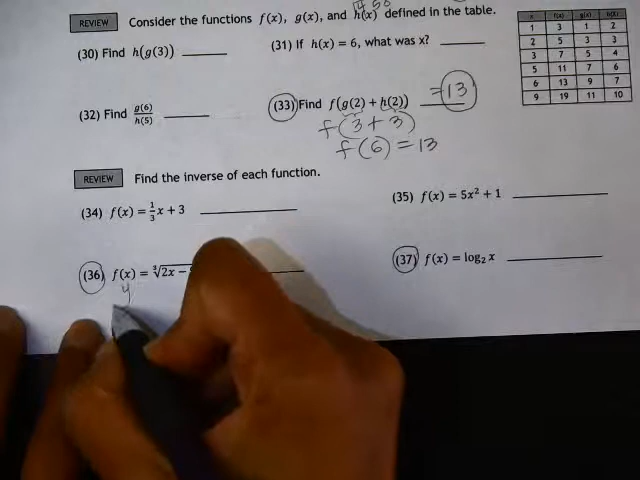 REVIEW Consider the functions f(x), g(x), and h(x) defined in the table.
(30) Find h(g(3)) ______ (31) If h(x) = 6, what was x? ______
x f(x) g(x) h(x)
1 3 1 2
2 5 3 3
3 7 5 4
5 11 7 6
6 13 9 7
9 19 11 10
(32) Find g(6)/h(5) ______ (33) Find f(g(2) + h(2)) ______ = 13
f(3 + 3)
f(6) = 13
REVIEW Find the inverse of each function.
(34) f(x) = 1/3 x + 3 ______ (35) f(x) = 5x² + 1 ______
(36) f(x) = ∛2x − ______ (37) f(x) = log₂ x ______
y